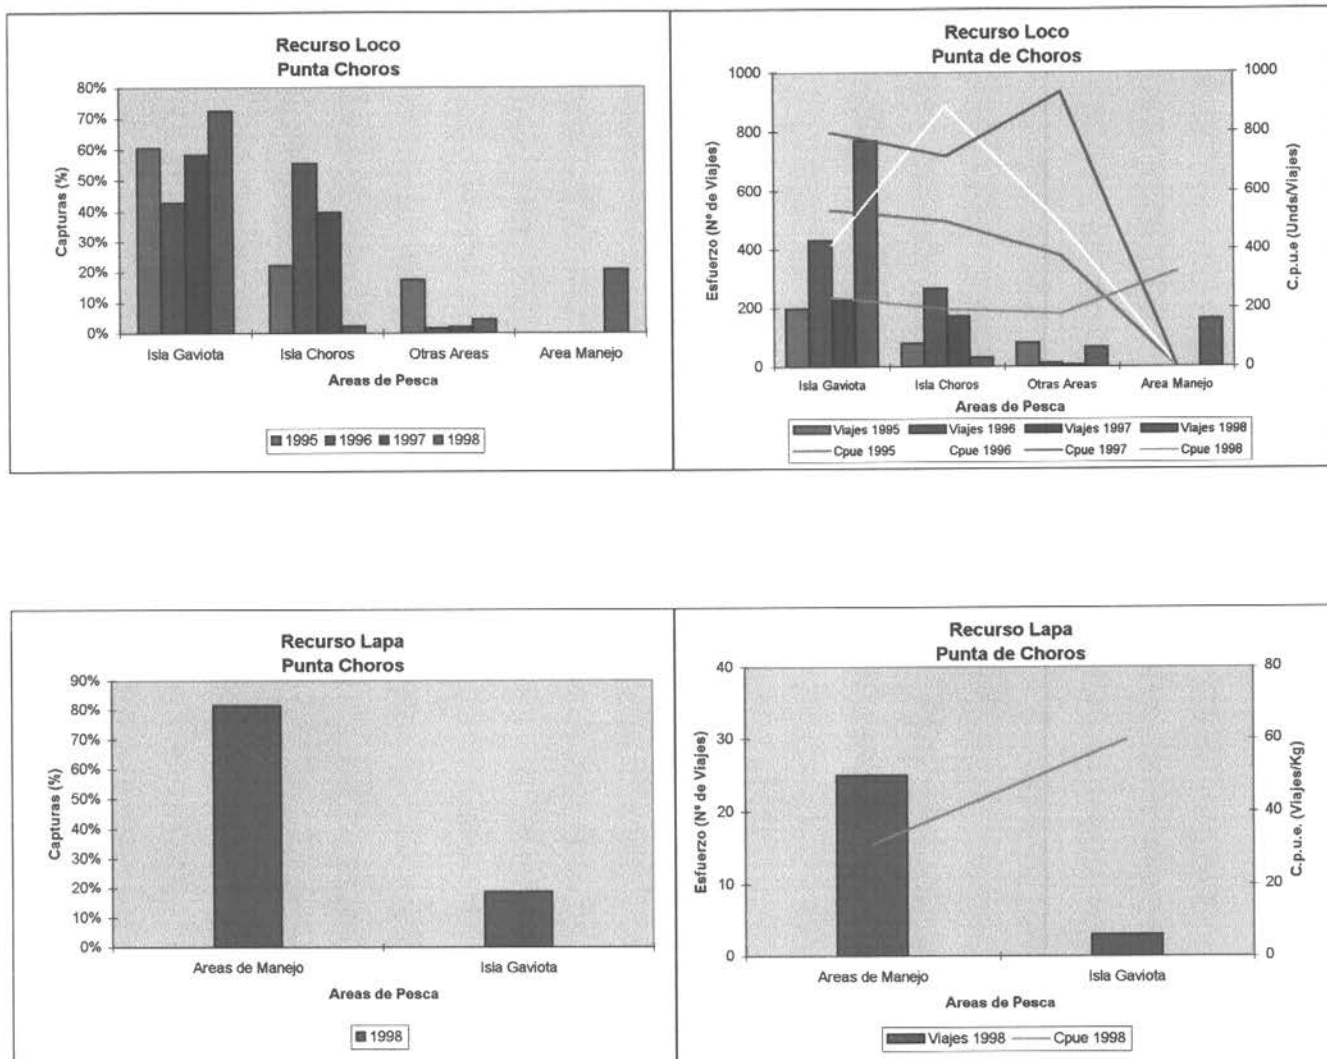 Recurso Loco
Punta Choros
Capturas (%)
80%
70%
60%
50%
40%
30%
20%
10%
0%
Isla Gaviota
Isla Choros
Otras Areas
Area Manejo
Areas de Pesca
1995 1996 1997 1998
Recurso Loco
Punta de Choros
Esfuerzo (Nº de Viajes)
1000
800
600
400
200
0
1000
800
600
400
200
0
C.p.u.e (Unds/Viajes)
Isla Gaviota
Isla Choros
Otras Areas
Area Manejo
Areas de Pesca
Viajes 1995 Viajes 1996 Viajes 1997 Viajes 1998
Cpue 1995 Cpue 1996 Cpue 1997 Cpue 1998
Recurso Lapa
Punta Choros
Capturas (%)
90%
80%
70%
60%
50%
40%
30%
20%
10%
0%
Areas de Manejo
Isla Gaviota
Areas de Pesca
1998
Recurso Lapa
Punta de Choros
Esfuerzo (Nº de Viajes)
40
30
20
10
0
80
60
40
20
0
C.p.u.e. (Viajes/Kg)
Areas de Manejo
Isla Gaviota
Areas de Pesca
Viajes 1998 Cpue 1998